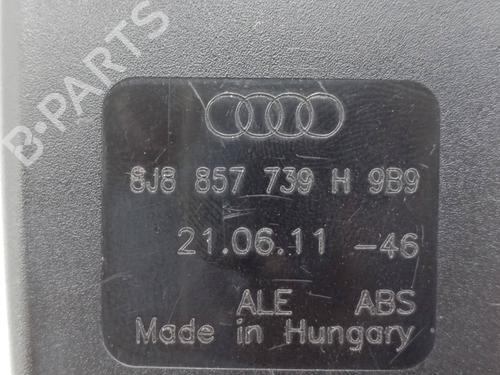 B-PARTS
8J8 857 739 H 9B9
21.06.11 -46
ALE ABS
Made in Hungary